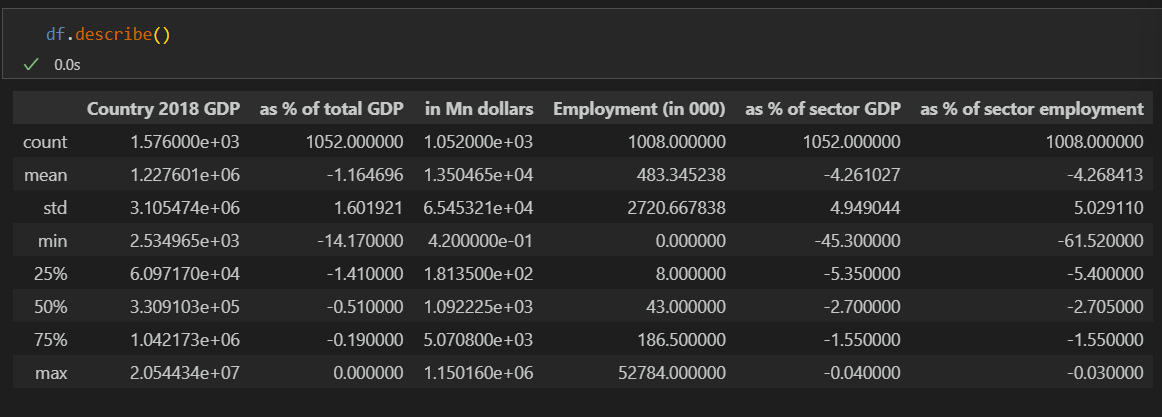 df.describe()
0.0s
Country 2018 GDP as % of total GDP in Mn dollars Employment (in 000) as % of sector GDP as % of sector employment
count 1.576000e+03 1052.000000 1.052000e+03 1008.000000 1052.000000 1008.000000
mean 1.227601e+06 -1.164696 1.350465e+04 483.345238 -4.261027 -4.268413
std 3.105474e+06 1.601921 6.545321e+04 2720.667838 4.949044 5.029110
min 2.534965e+03 -14.170000 4.200000e-01 0.000000 -45.300000 -61.520000
25% 6.097170e+04 -1.410000 1.813500e+02 8.000000 -5.350000 -5.400000
50% 3.309103e+05 -0.510000 1.092225e+03 43.000000 -2.700000 -2.705000
75% 1.042173e+06 -0.190000 5.070800e+03 186.500000 -1.550000 -1.550000
max 2.054434e+07 0.000000 1.150160e+06 52784.000000 -0.040000 -0.030000